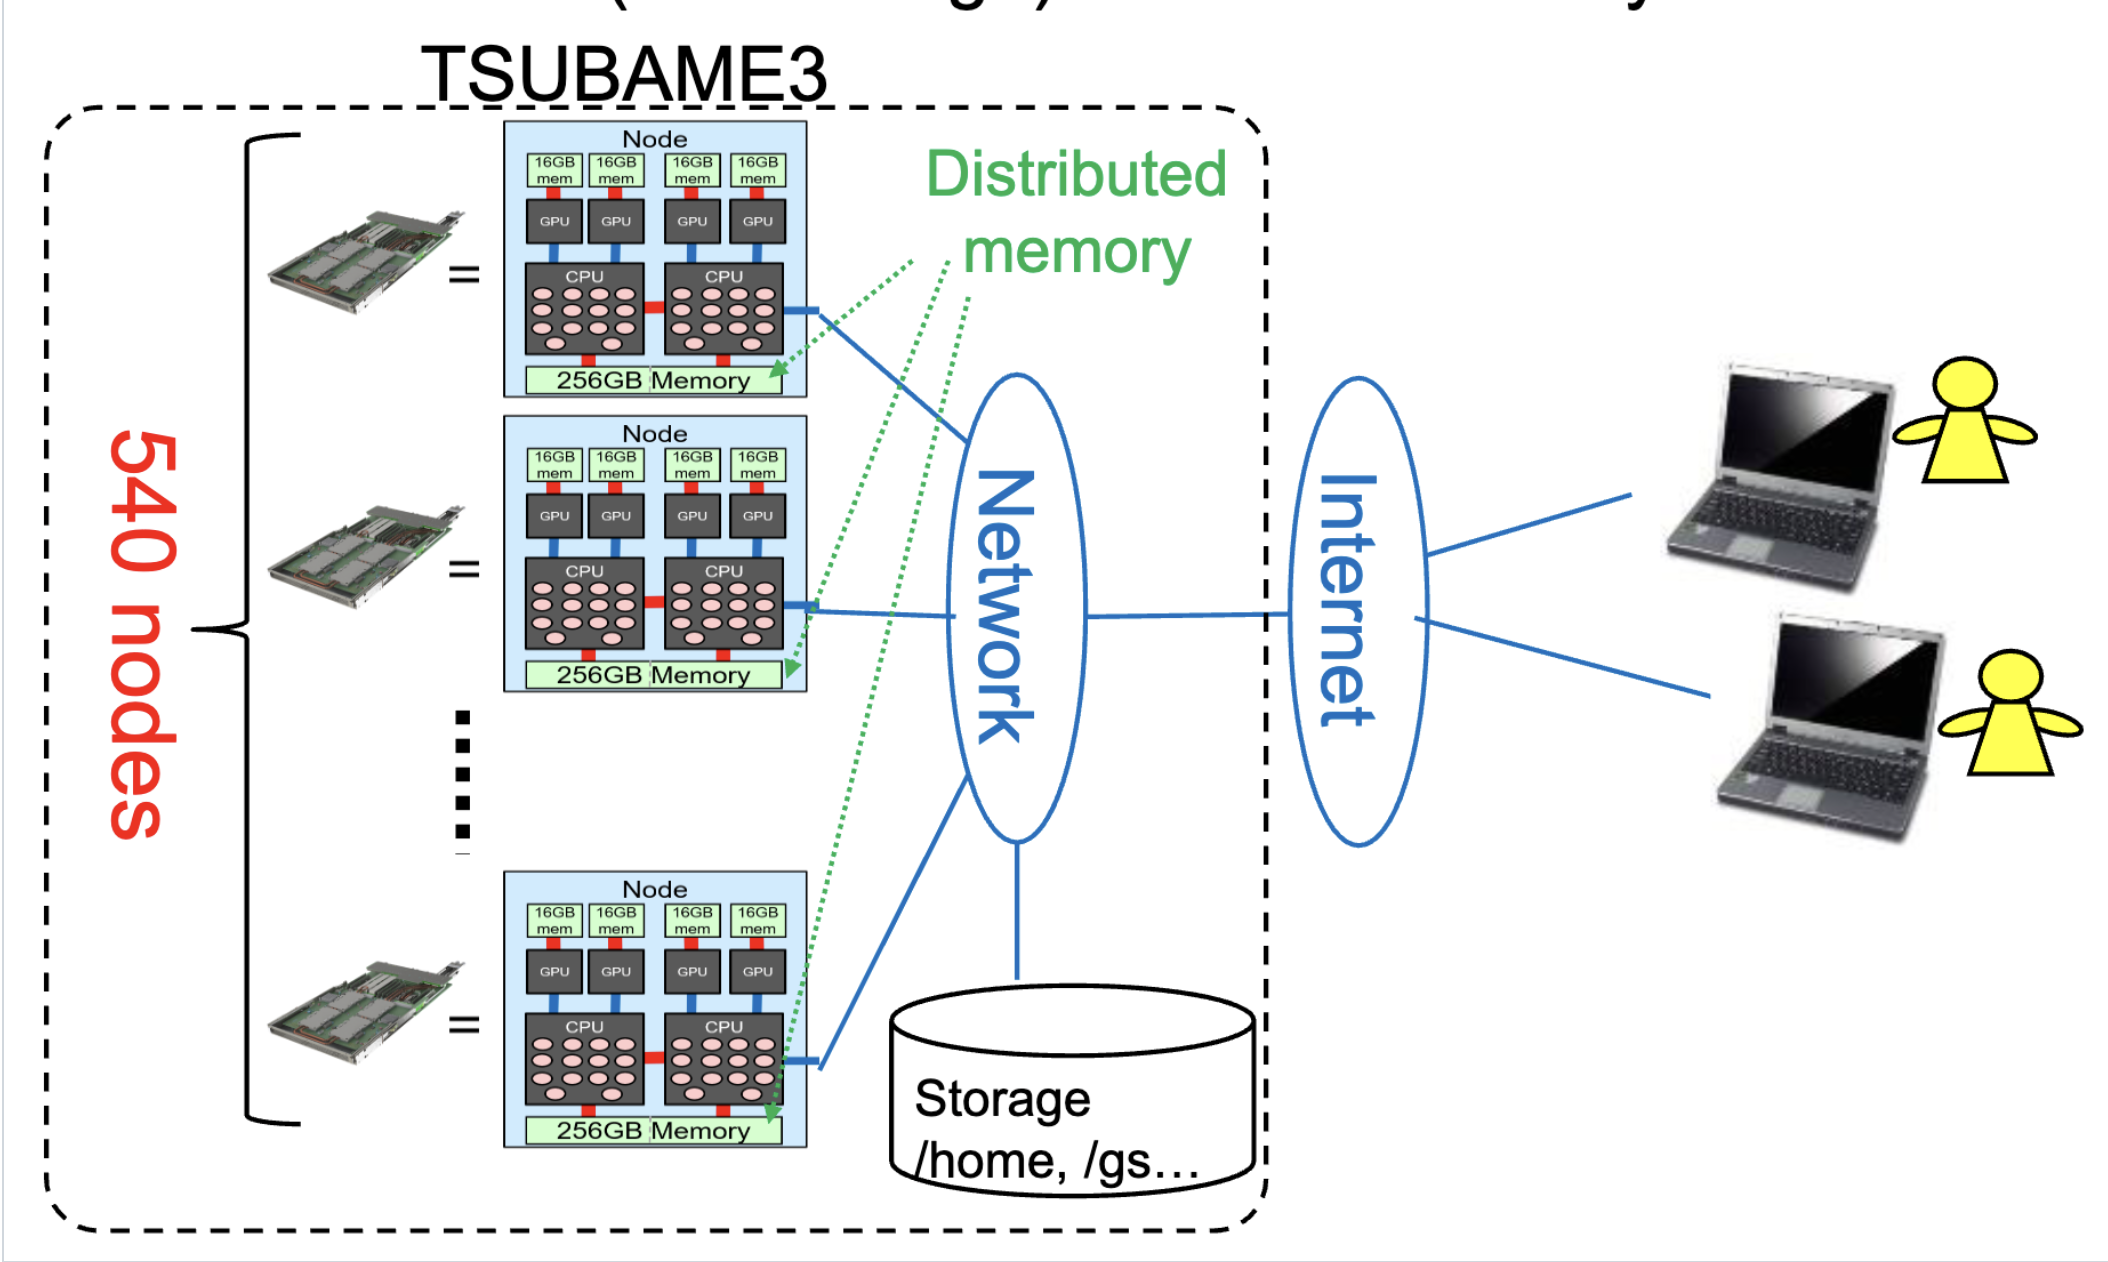 TSUBAME3
540 nodes
=
Node
16GB mem
16GB mem
16GB mem
16GB mem
GPU
GPU
GPU
GPU
CPU
CPU
256GB Memory
=
Node
16GB mem
16GB mem
16GB mem
16GB mem
GPU
GPU
GPU
GPU
CPU
CPU
256GB Memory
=
Node
16GB mem
16GB mem
16GB mem
16GB mem
GPU
GPU
GPU
GPU
CPU
CPU
256GB Memory
Distributed
memory
Network
Storage
/home, /gs…
Internet